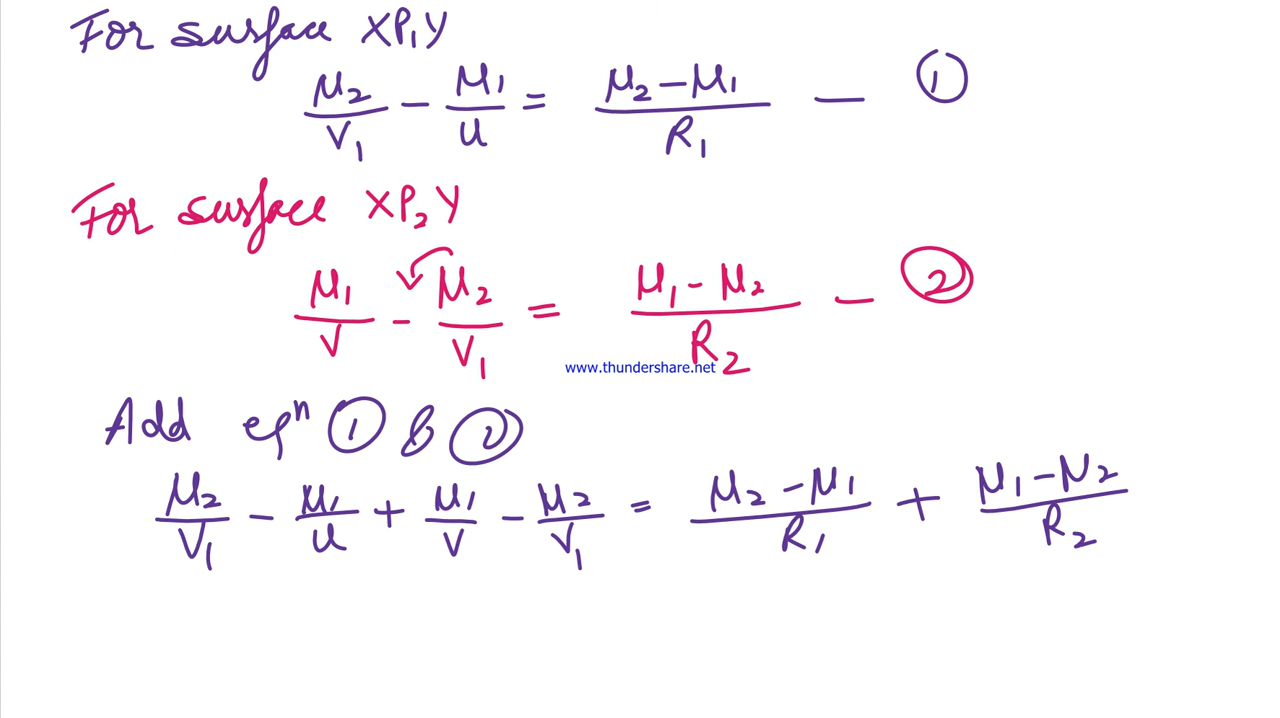 For surface XP₁Y
μ₂/V₁ − μ₁/u = (μ₂ − μ₁)/R₁ — ①
For surface XP₂Y
μ₁/V − μ₂/V₁ = (μ₁ − μ₂)/R₂ — ②
www.thundershare.net
Add eqⁿ ① & ②
μ₂/V₁ − μ₁/u + μ₁/V − μ₂/V₁ = (μ₂ − μ₁)/R₁ + (μ₁ − μ₂)/R₂